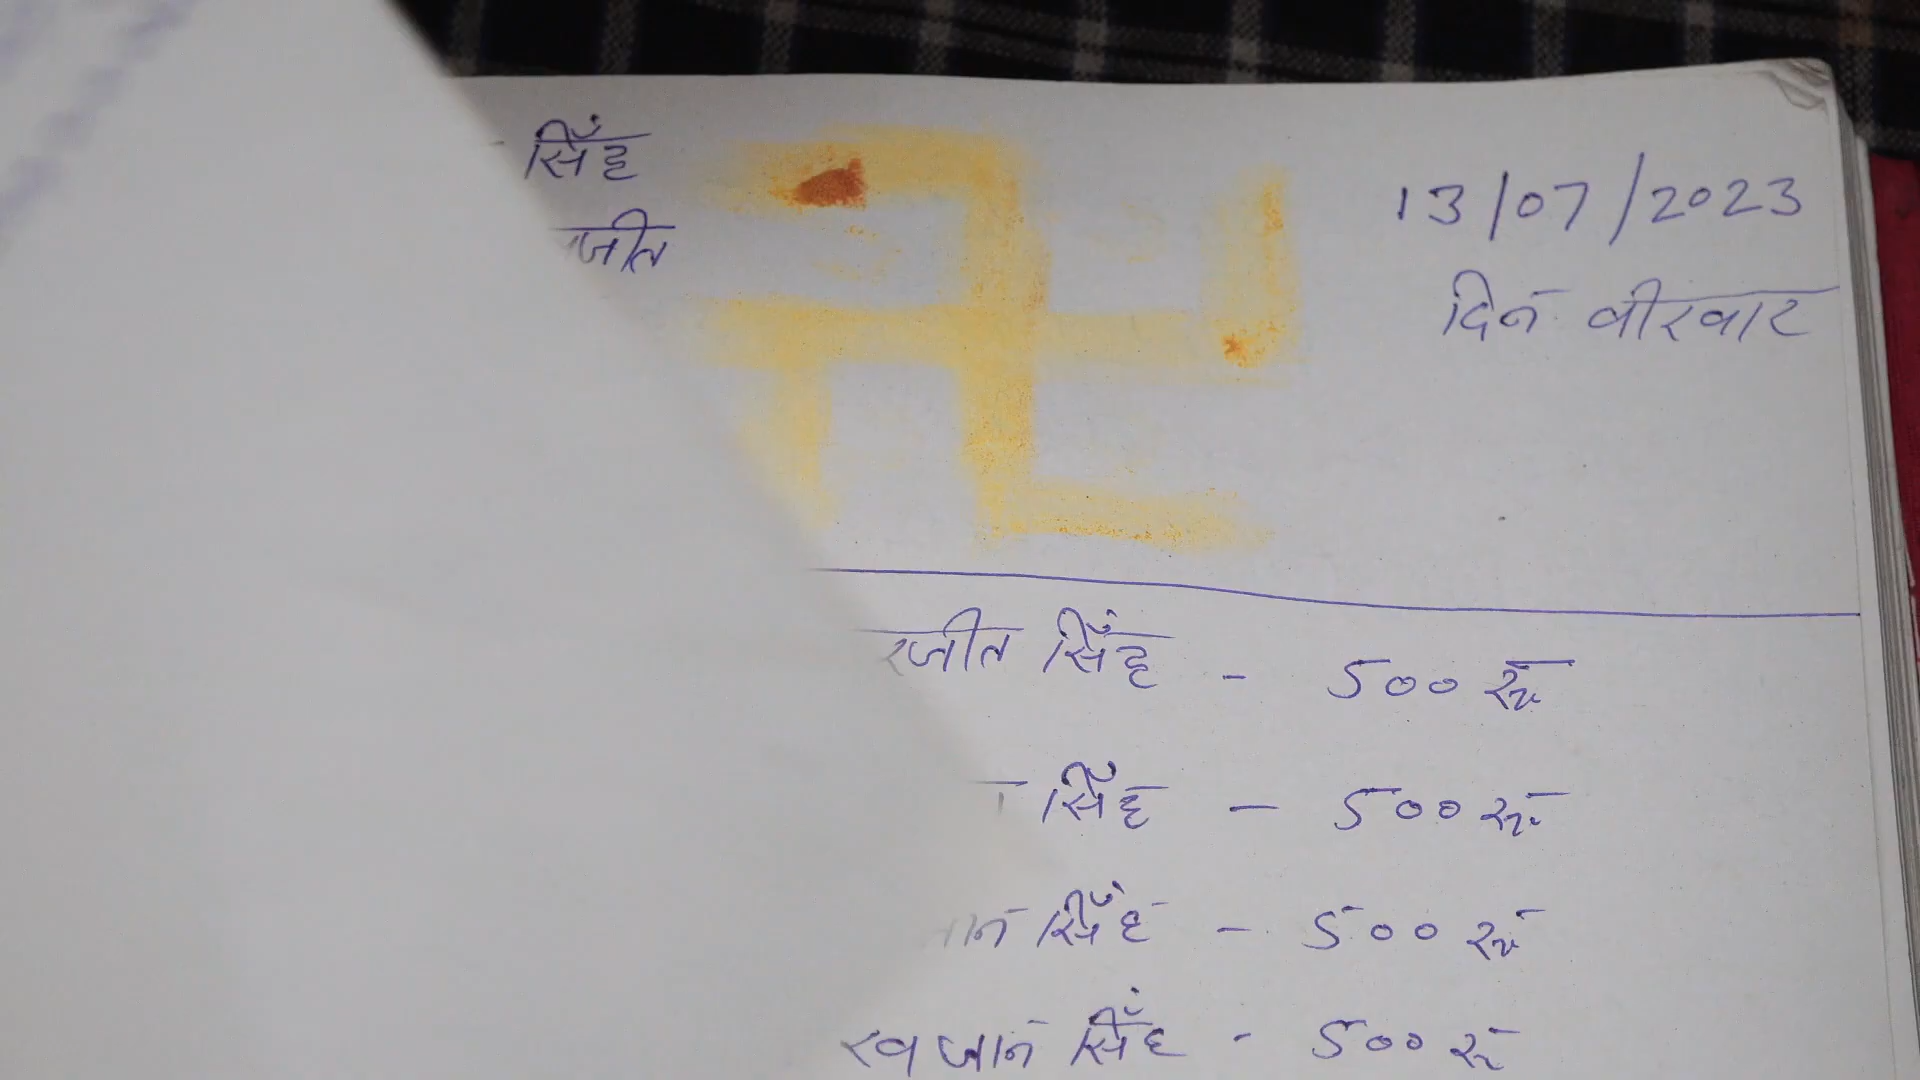 सिँह
जीत
13/07/2023
दिन वीरवार
रजीत सिँह - 500 रू
सिँह - 500 रू
सिँह - 500 रू
खजान सिँह - 500 रू